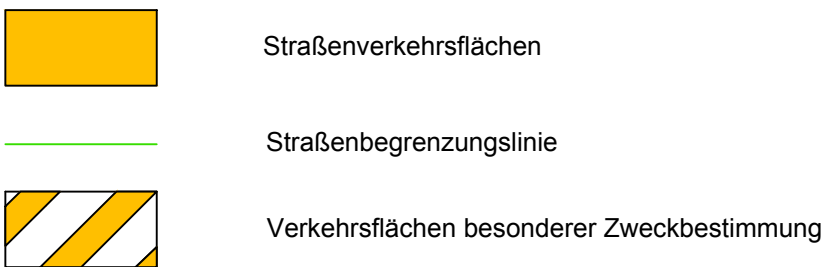 Straßenverkehrsflächen
Straßenbegrenzungslinie
Verkehrsflächen besonderer Zweckbestimmung